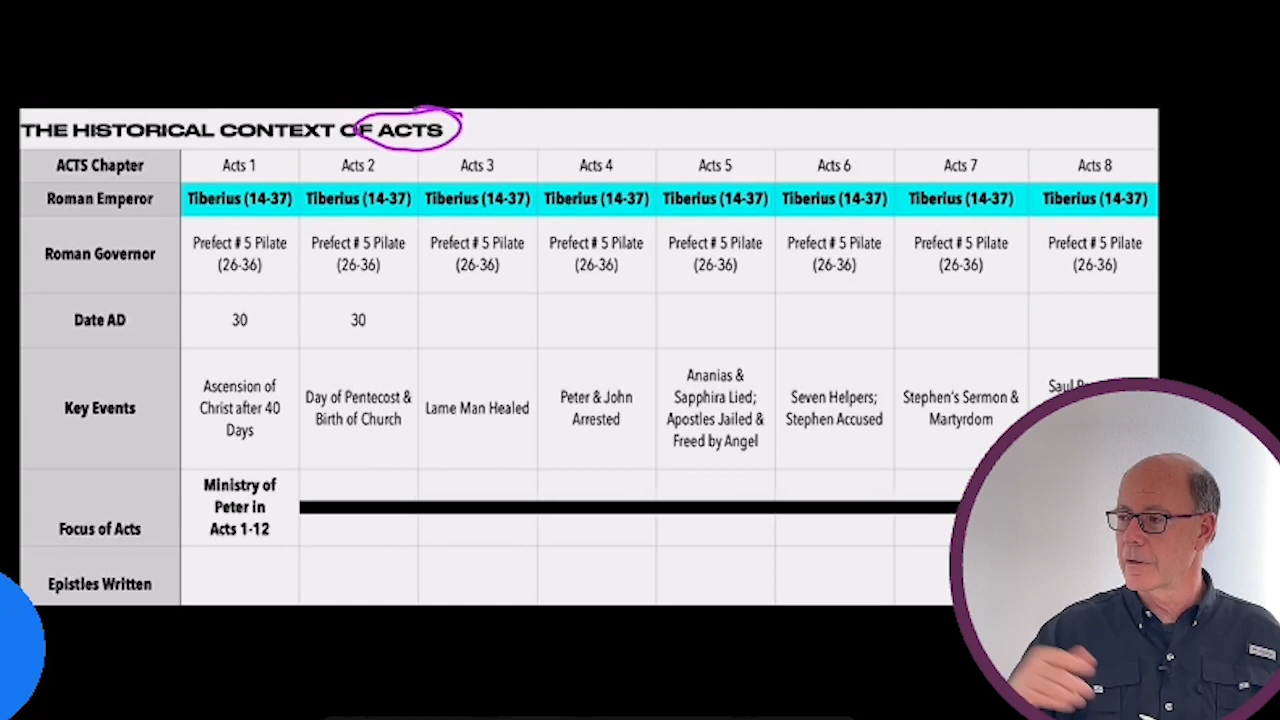 THE HISTORICAL CONTEXT OF ACTS
ACTS Chapter Acts 1 Acts 2 Acts 3 Acts 4 Acts 5 Acts 6 Acts 7 Acts 8
Roman Emperor Tiberius (14-37) Tiberius (14-37) Tiberius (14-37) Tiberius (14-37) Tiberius (14-37) Tiberius (14-37) Tiberius (14-37) Tiberius (14-37)
Roman Governor
Prefect # 5 Pilate
(26-36)
Prefect # 5 Pilate
(26-36)
Prefect # 5 Pilate
(26-36)
Prefect # 5 Pilate
(26-36)
Prefect # 5 Pilate
(26-36)
Prefect # 5 Pilate
(26-36)
Prefect # 5 Pilate
(26-36)
Prefect # 5 Pilate
(26-36)
Date AD 30 30
Key Events
Ascension of
Christ after 40
Days
Day of Pentecost &
Birth of Church
Lame Man Healed
Peter & John
Arrested
Ananias &
Sapphira Lied;
Apostles Jailed &
Freed by Angel
Seven Helpers;
Stephen Accused
Stephen's Sermon &
Martyrdom
Saul
Focus of Acts
Ministry of
Peter in
Acts 1-12
Epistles Written